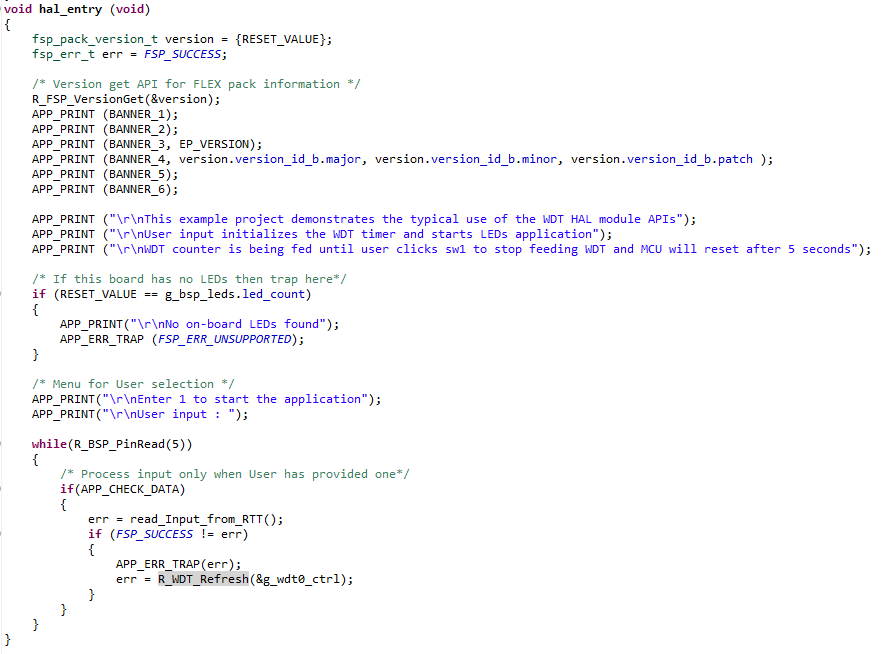 void hal_entry (void)
{
    fsp_pack_version_t version = {RESET_VALUE};
    fsp_err_t err = FSP_SUCCESS;

    /* Version get API for FLEX pack information */
    R_FSP_VersionGet(&version);
    APP_PRINT (BANNER_1);
    APP_PRINT (BANNER_2);
    APP_PRINT (BANNER_3, EP_VERSION);
    APP_PRINT (BANNER_4, version.version_id_b.major, version.version_id_b.minor, version.version_id_b.patch );
    APP_PRINT (BANNER_5);
    APP_PRINT (BANNER_6);

    APP_PRINT ("\r\nThis example project demonstrates the typical use of the WDT HAL module APIs");
    APP_PRINT ("\r\nUser input initializes the WDT timer and starts LEDs application");
    APP_PRINT ("\r\nWDT counter is being fed until user clicks sw1 to stop feeding WDT and MCU will reset after 5 seconds");

    /* If this board has no LEDs then trap here*/
    if (RESET_VALUE == g_bsp_leds.led_count)
    {
        APP_PRINT("\r\nNo on-board LEDs found");
        APP_ERR_TRAP (FSP_ERR_UNSUPPORTED);
    }

    /* Menu for User selection */
    APP_PRINT("\r\nEnter 1 to start the application");
    APP_PRINT("\r\nUser input : ");

    while(R_BSP_PinRead(5))
    {
        /* Process input only when User has provided one*/
        if(APP_CHECK_DATA)
        {
            err = read_Input_from_RTT();
            if (FSP_SUCCESS != err)
            {
                APP_ERR_TRAP(err);
                err = R_WDT_Refresh(&g_wdt0_ctrl);
            }
        }
    }
}